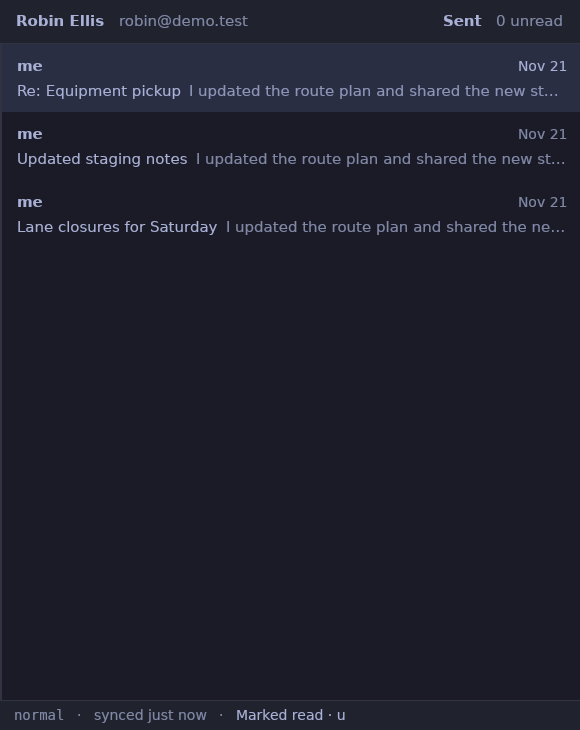 Robin Ellis robin@demo.test Sent 0 unread
me Nov 21
Re: Equipment pickup I updated the route plan and shared the new st…
me Nov 21
Updated staging notes I updated the route plan and shared the new st…
me Nov 21
Lane closures for Saturday I updated the route plan and shared the ne…
normal · synced just now · Marked read · u